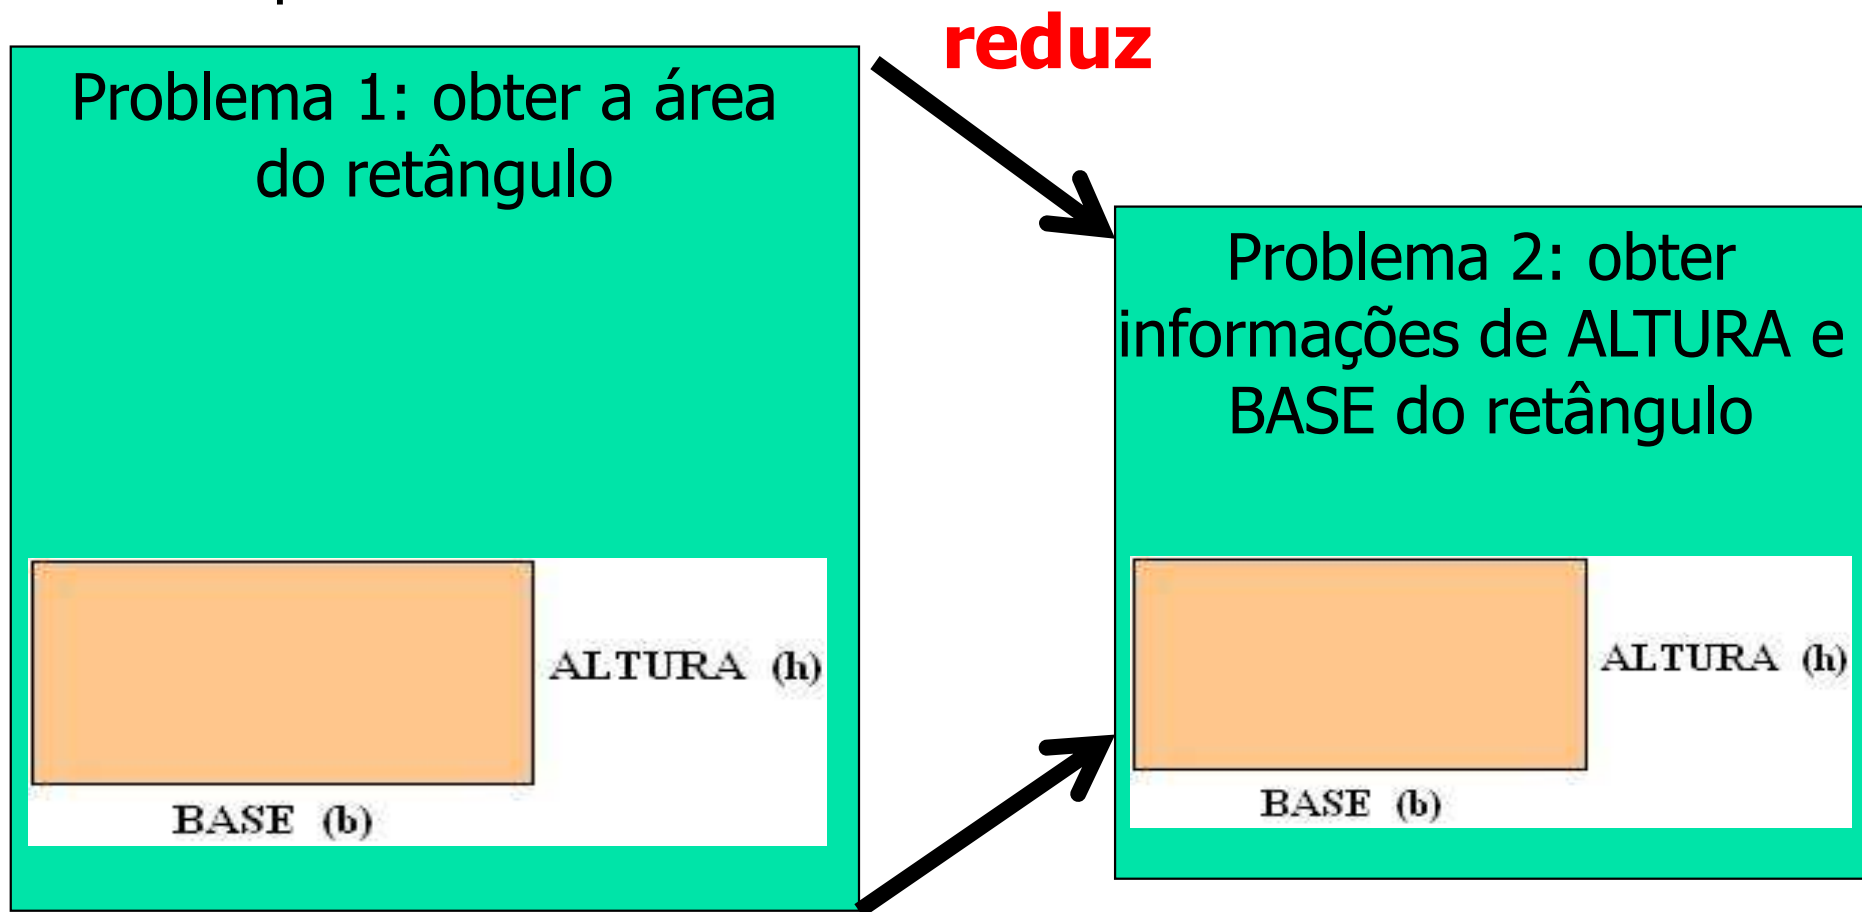 reduz
Problema 1: obter a área
do retângulo
ALTURA (h)
BASE (b)
Problema 2: obter
informações de ALTURA e
BASE do retângulo
ALTURA (h)
BASE (b)